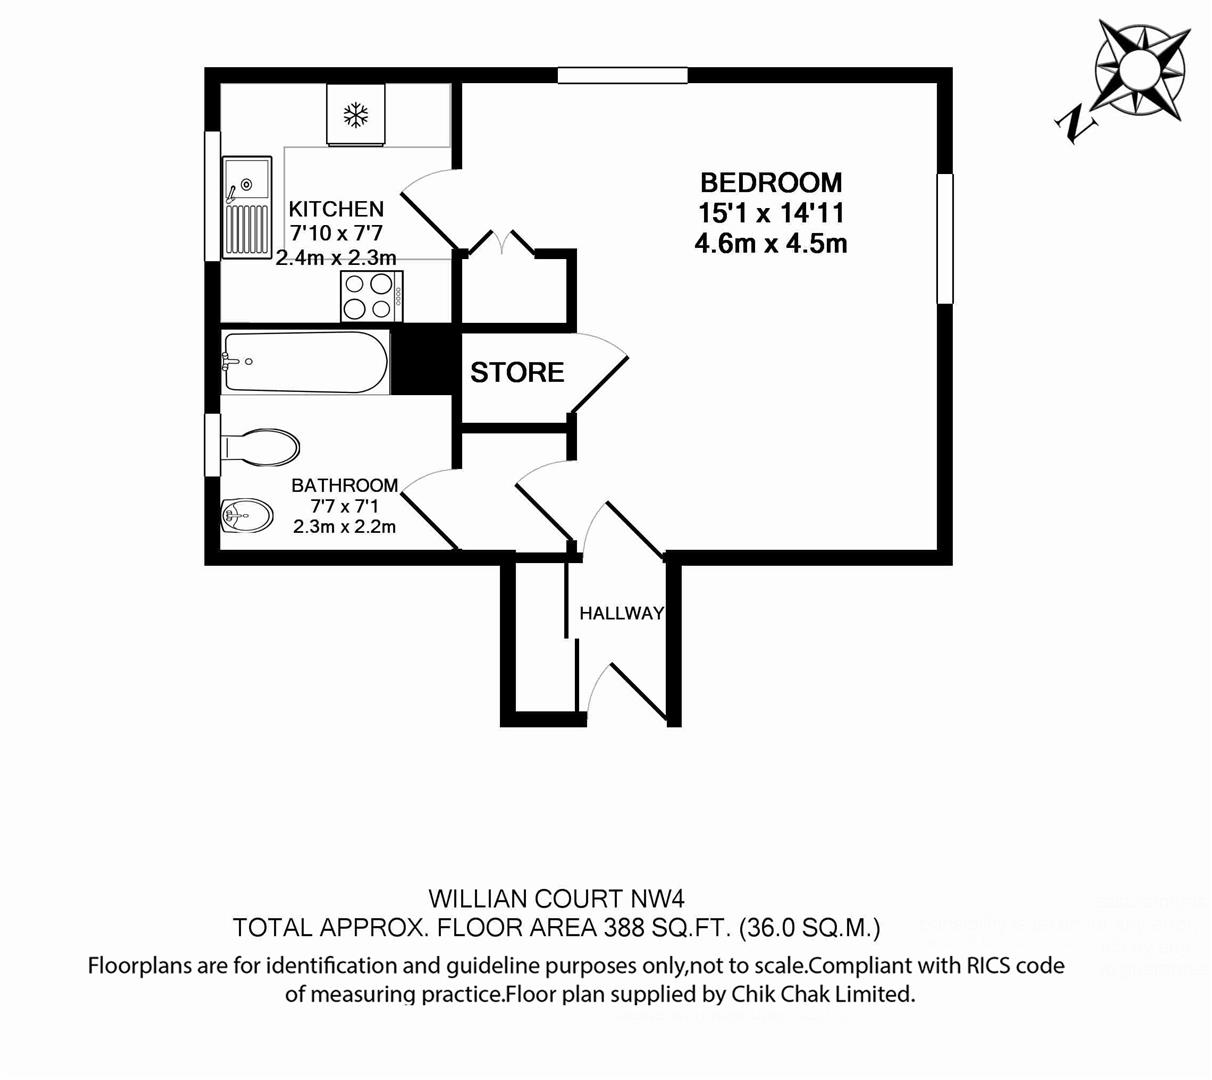 N
BEDROOM
15'1 x 14'11
4.6m x 4.5m
KITCHEN
7'10 x 7'7
2.4m x 2.3m
STORE
BATHROOM
7'7 x 7'1
2.3m x 2.2m
HALLWAY
WILLIAN COURT NW4
TOTAL APPROX. FLOOR AREA 388 SQ.FT. (36.0 SQ.M.)
Floorplans are for identification and guideline purposes only,not to scale.Compliant with RICS code
of measuring practice.Floor plan supplied by Chik Chak Limited.